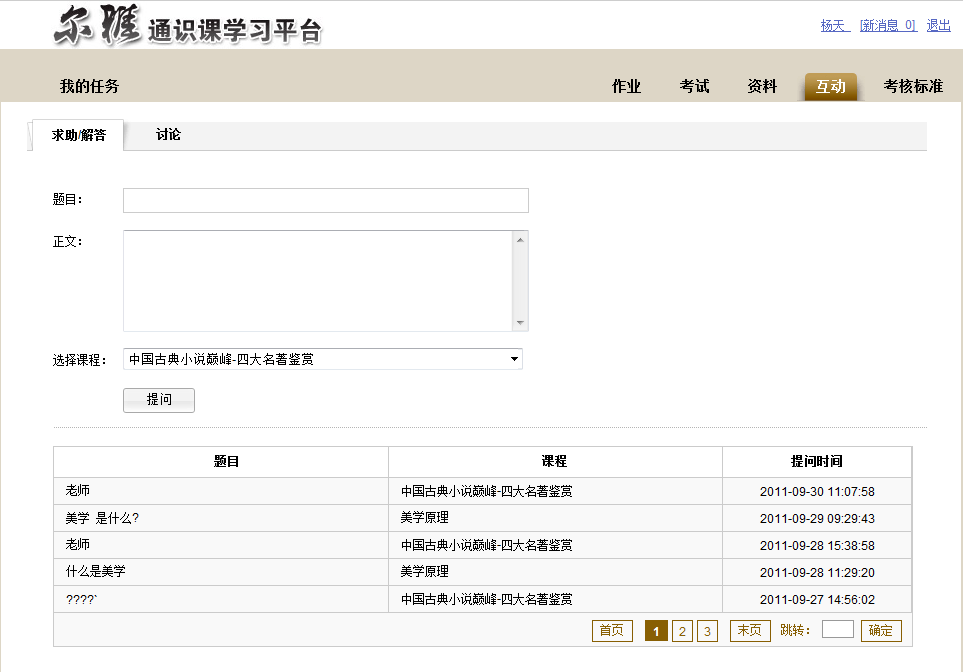 尔雅 通识课学习平台
杨天 [新消息 0] 退出
我的任务 作业 考试 资料 互动 考核标准
求助/解答 讨论
题目：
正文：
选择课程： 中国古典小说巅峰-四大名著鉴赏
提问
题目 课程 提问时间
老师 中国古典小说巅峰-四大名著鉴赏 2011-09-30 11:07:58
美学 是什么? 美学原理 2011-09-29 09:29:43
老师 中国古典小说巅峰-四大名著鉴赏 2011-09-28 15:38:58
什么是美学 美学原理 2011-09-28 11:29:20
????` 中国古典小说巅峰-四大名著鉴赏 2011-09-27 14:56:02
首页 1 2 3 末页 跳转： 确定